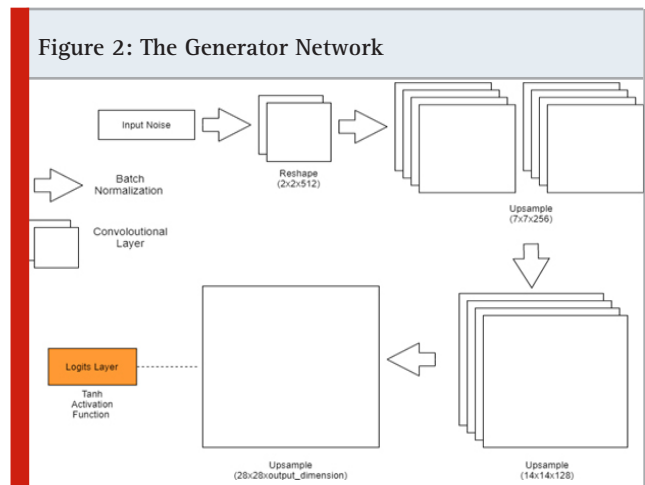 Figure 2: The Generator Network
Input Noise
Reshape
(2x2x512)
Upsample
(7x7x256)
Batch
Normalization
Convoloutional
Layer
Logits Layer
Tanh
Activation
Function
Upsample
(28x28xoutput_dimension)
Upsample
(14x14x128)